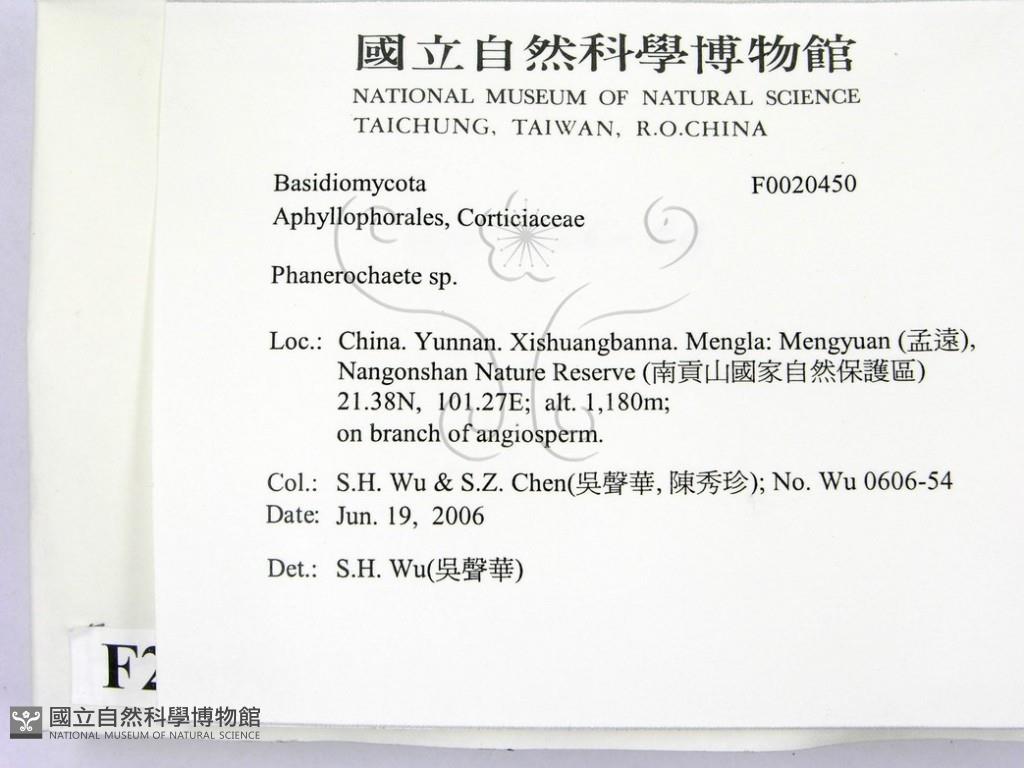 國立自然科學博物館
NATIONAL MUSEUM OF NATURAL SCIENCE
TAICHUNG, TAIWAN, R.O.CHINA
Basidiomycota F0020450
Aphyllophorales, Corticiaceae
Phanerochaete sp.
Loc.: China. Yunnan. Xishuangbanna. Mengla: Mengyuan (孟遠),
Nangonshan Nature Reserve (南貢山國家自然保護區)
21.38N, 101.27E; alt. 1,180m;
on branch of angiosperm.
Col.: S.H. Wu & S.Z. Chen(吳聲華, 陳秀珍); No. Wu 0606-54
Date: Jun. 19, 2006
Det.: S.H. Wu(吳聲華)
F2
國立自然科學博物館
NATIONAL MUSEUM OF NATURAL SCIENCE